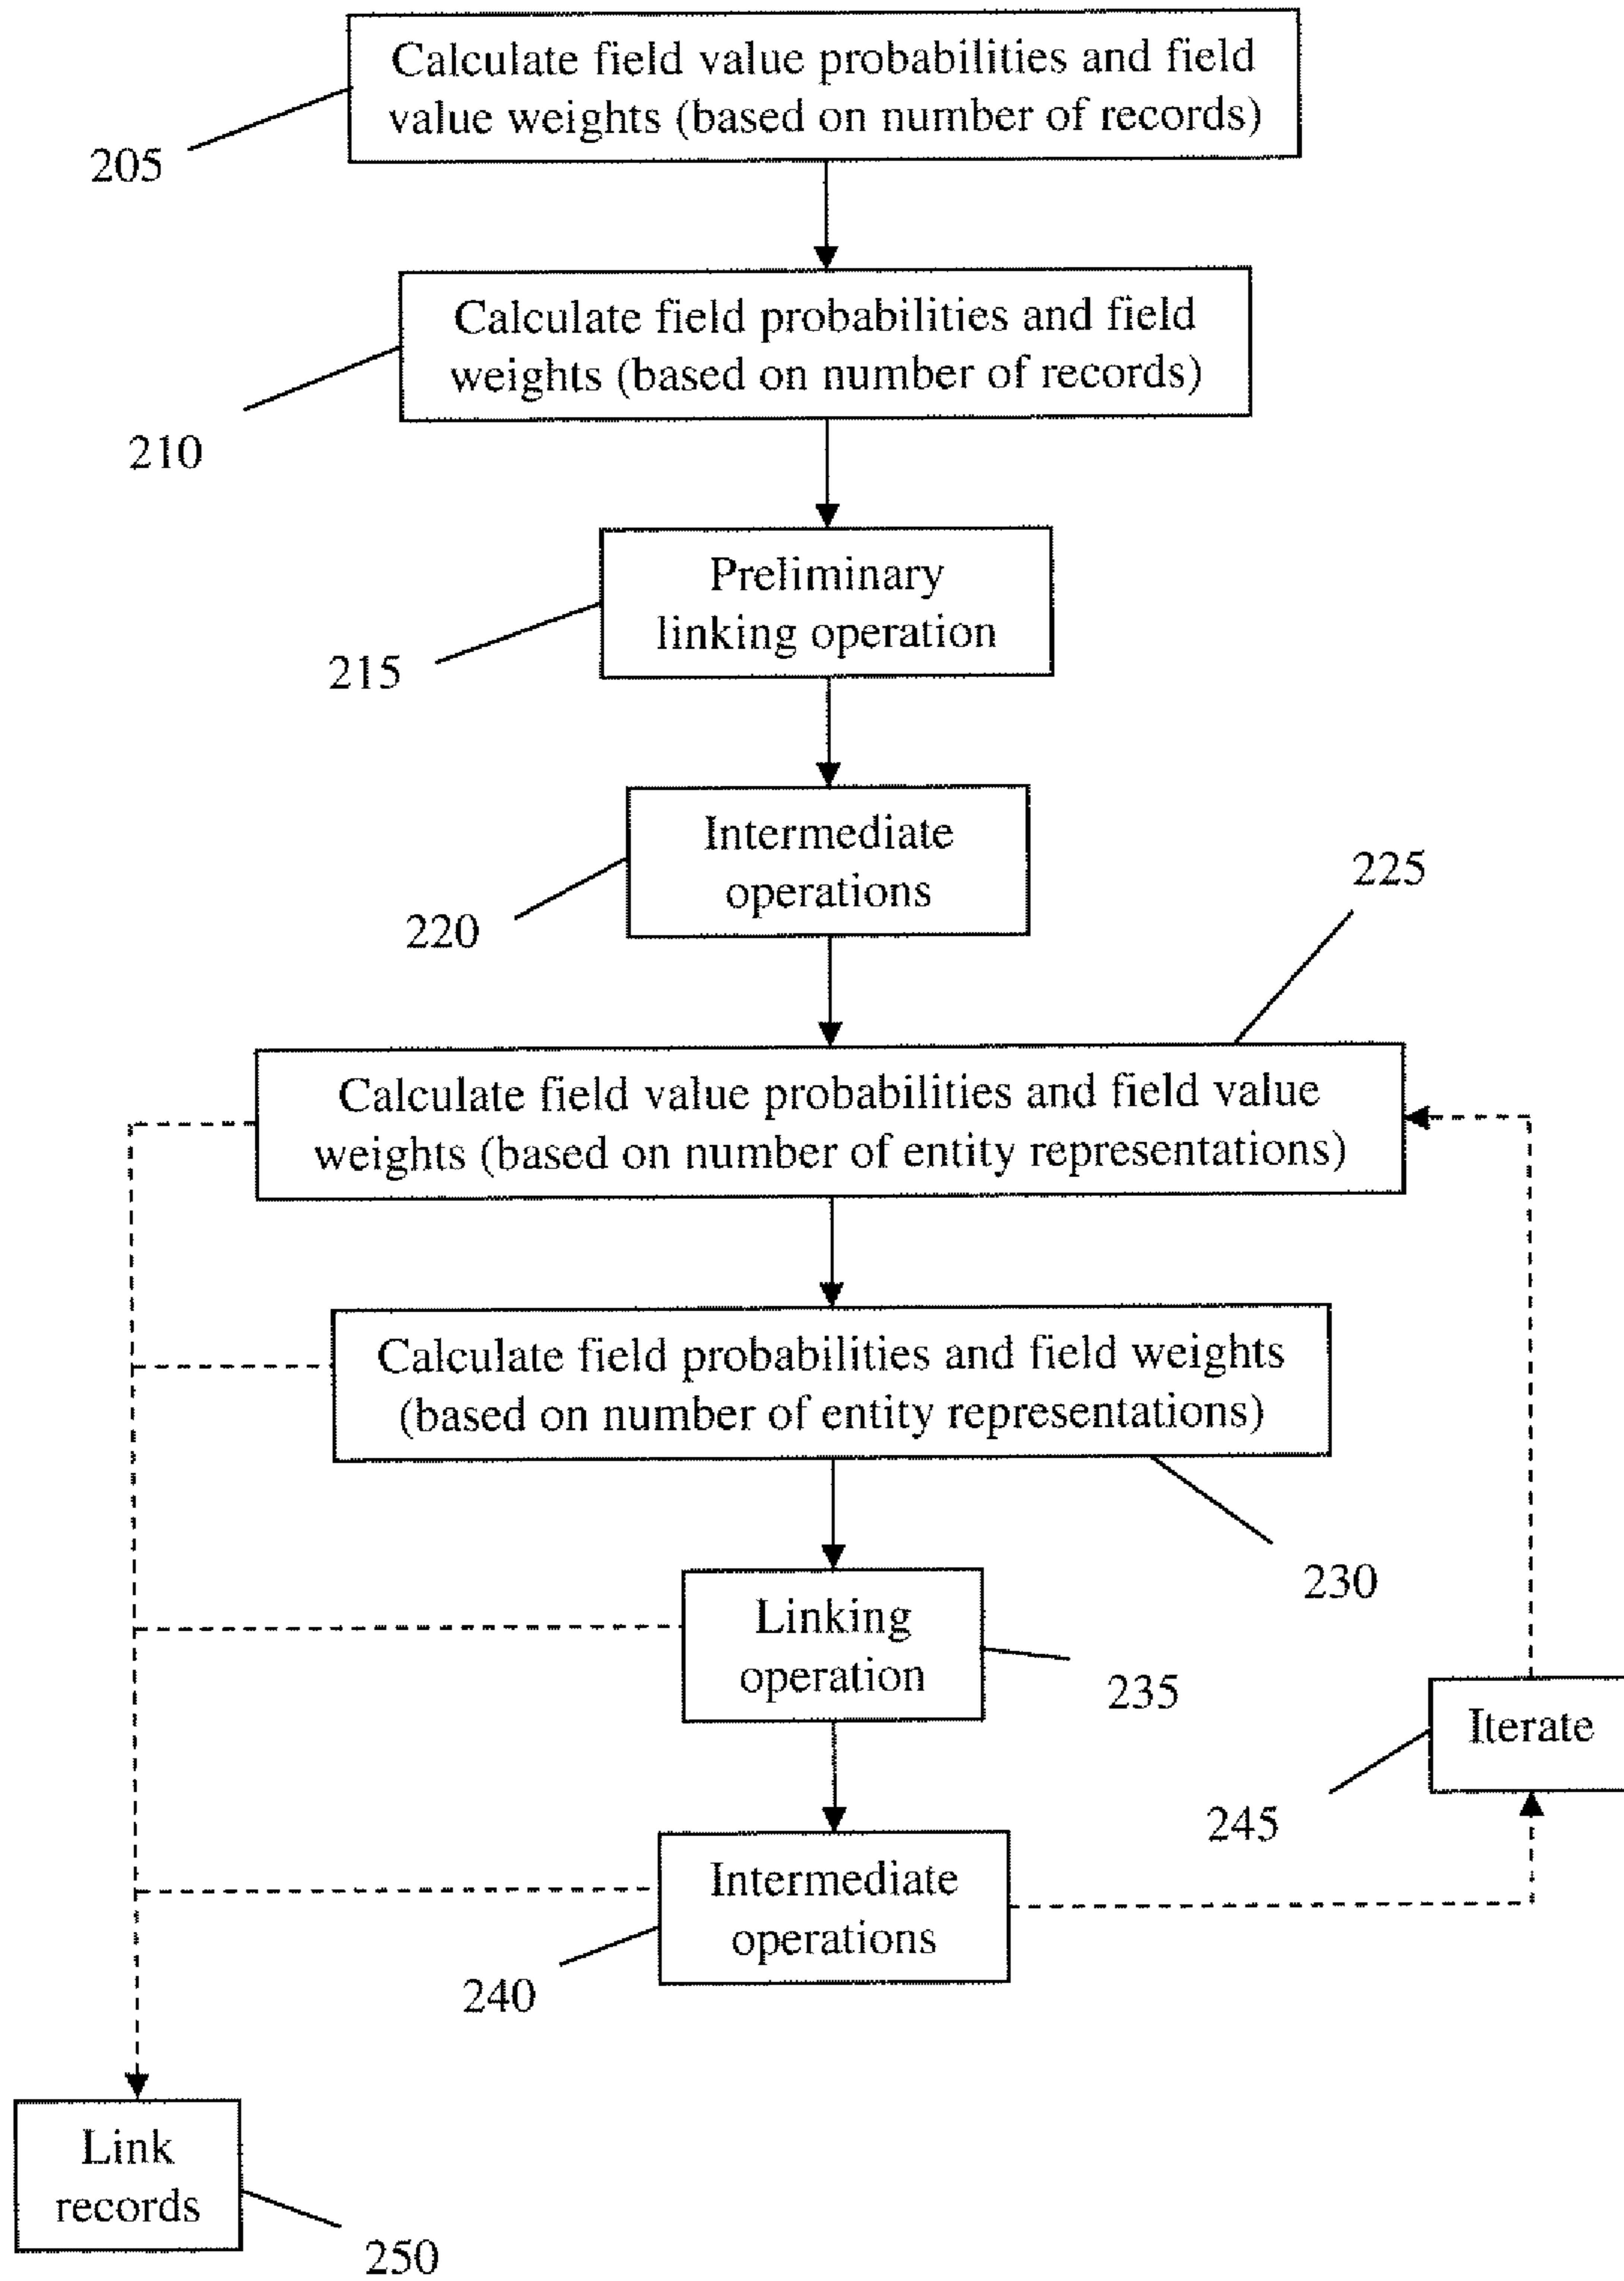 Calculate field value probabilities and field
value weights (based on number of records)
205
Calculate field probabilities and field
weights (based on number of records)
210
Preliminary
linking operation
215
Intermediate
operations
220
225
Calculate field value probabilities and field value
weights (based on number of entity representations)
Calculate field probabilities and field weights
(based on number of entity representations)
230
Linking
operation
235
Iterate
245
Intermediate
operations
240
Link
records
250